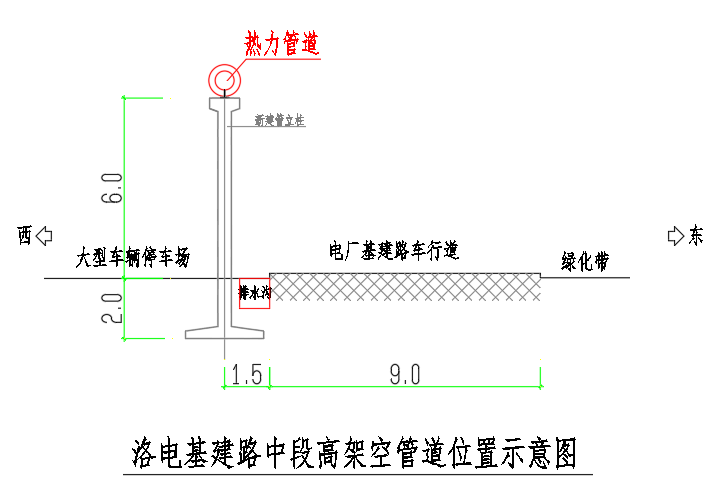 热力管道
新建管立柱
6.0
西
东
大型车辆停车场
电厂基建路车行道
绿化带
排水沟
2.0
1.5
9.0
洛电基建路中段高架空管道位置示意图